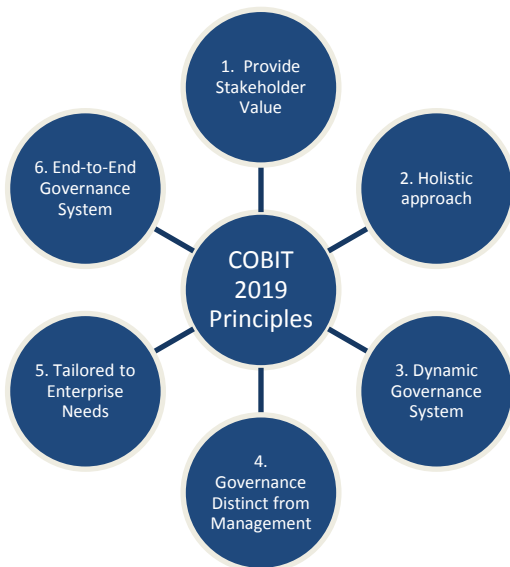 1. Provide
Stakeholder
Value
2. Holistic
approach
3. Dynamic
Governance
System
4.
Governance
Distinct from
Management
5. Tailored to
Enterprise
Needs
6. End-to-End
Governance
System
COBIT
2019
Principles